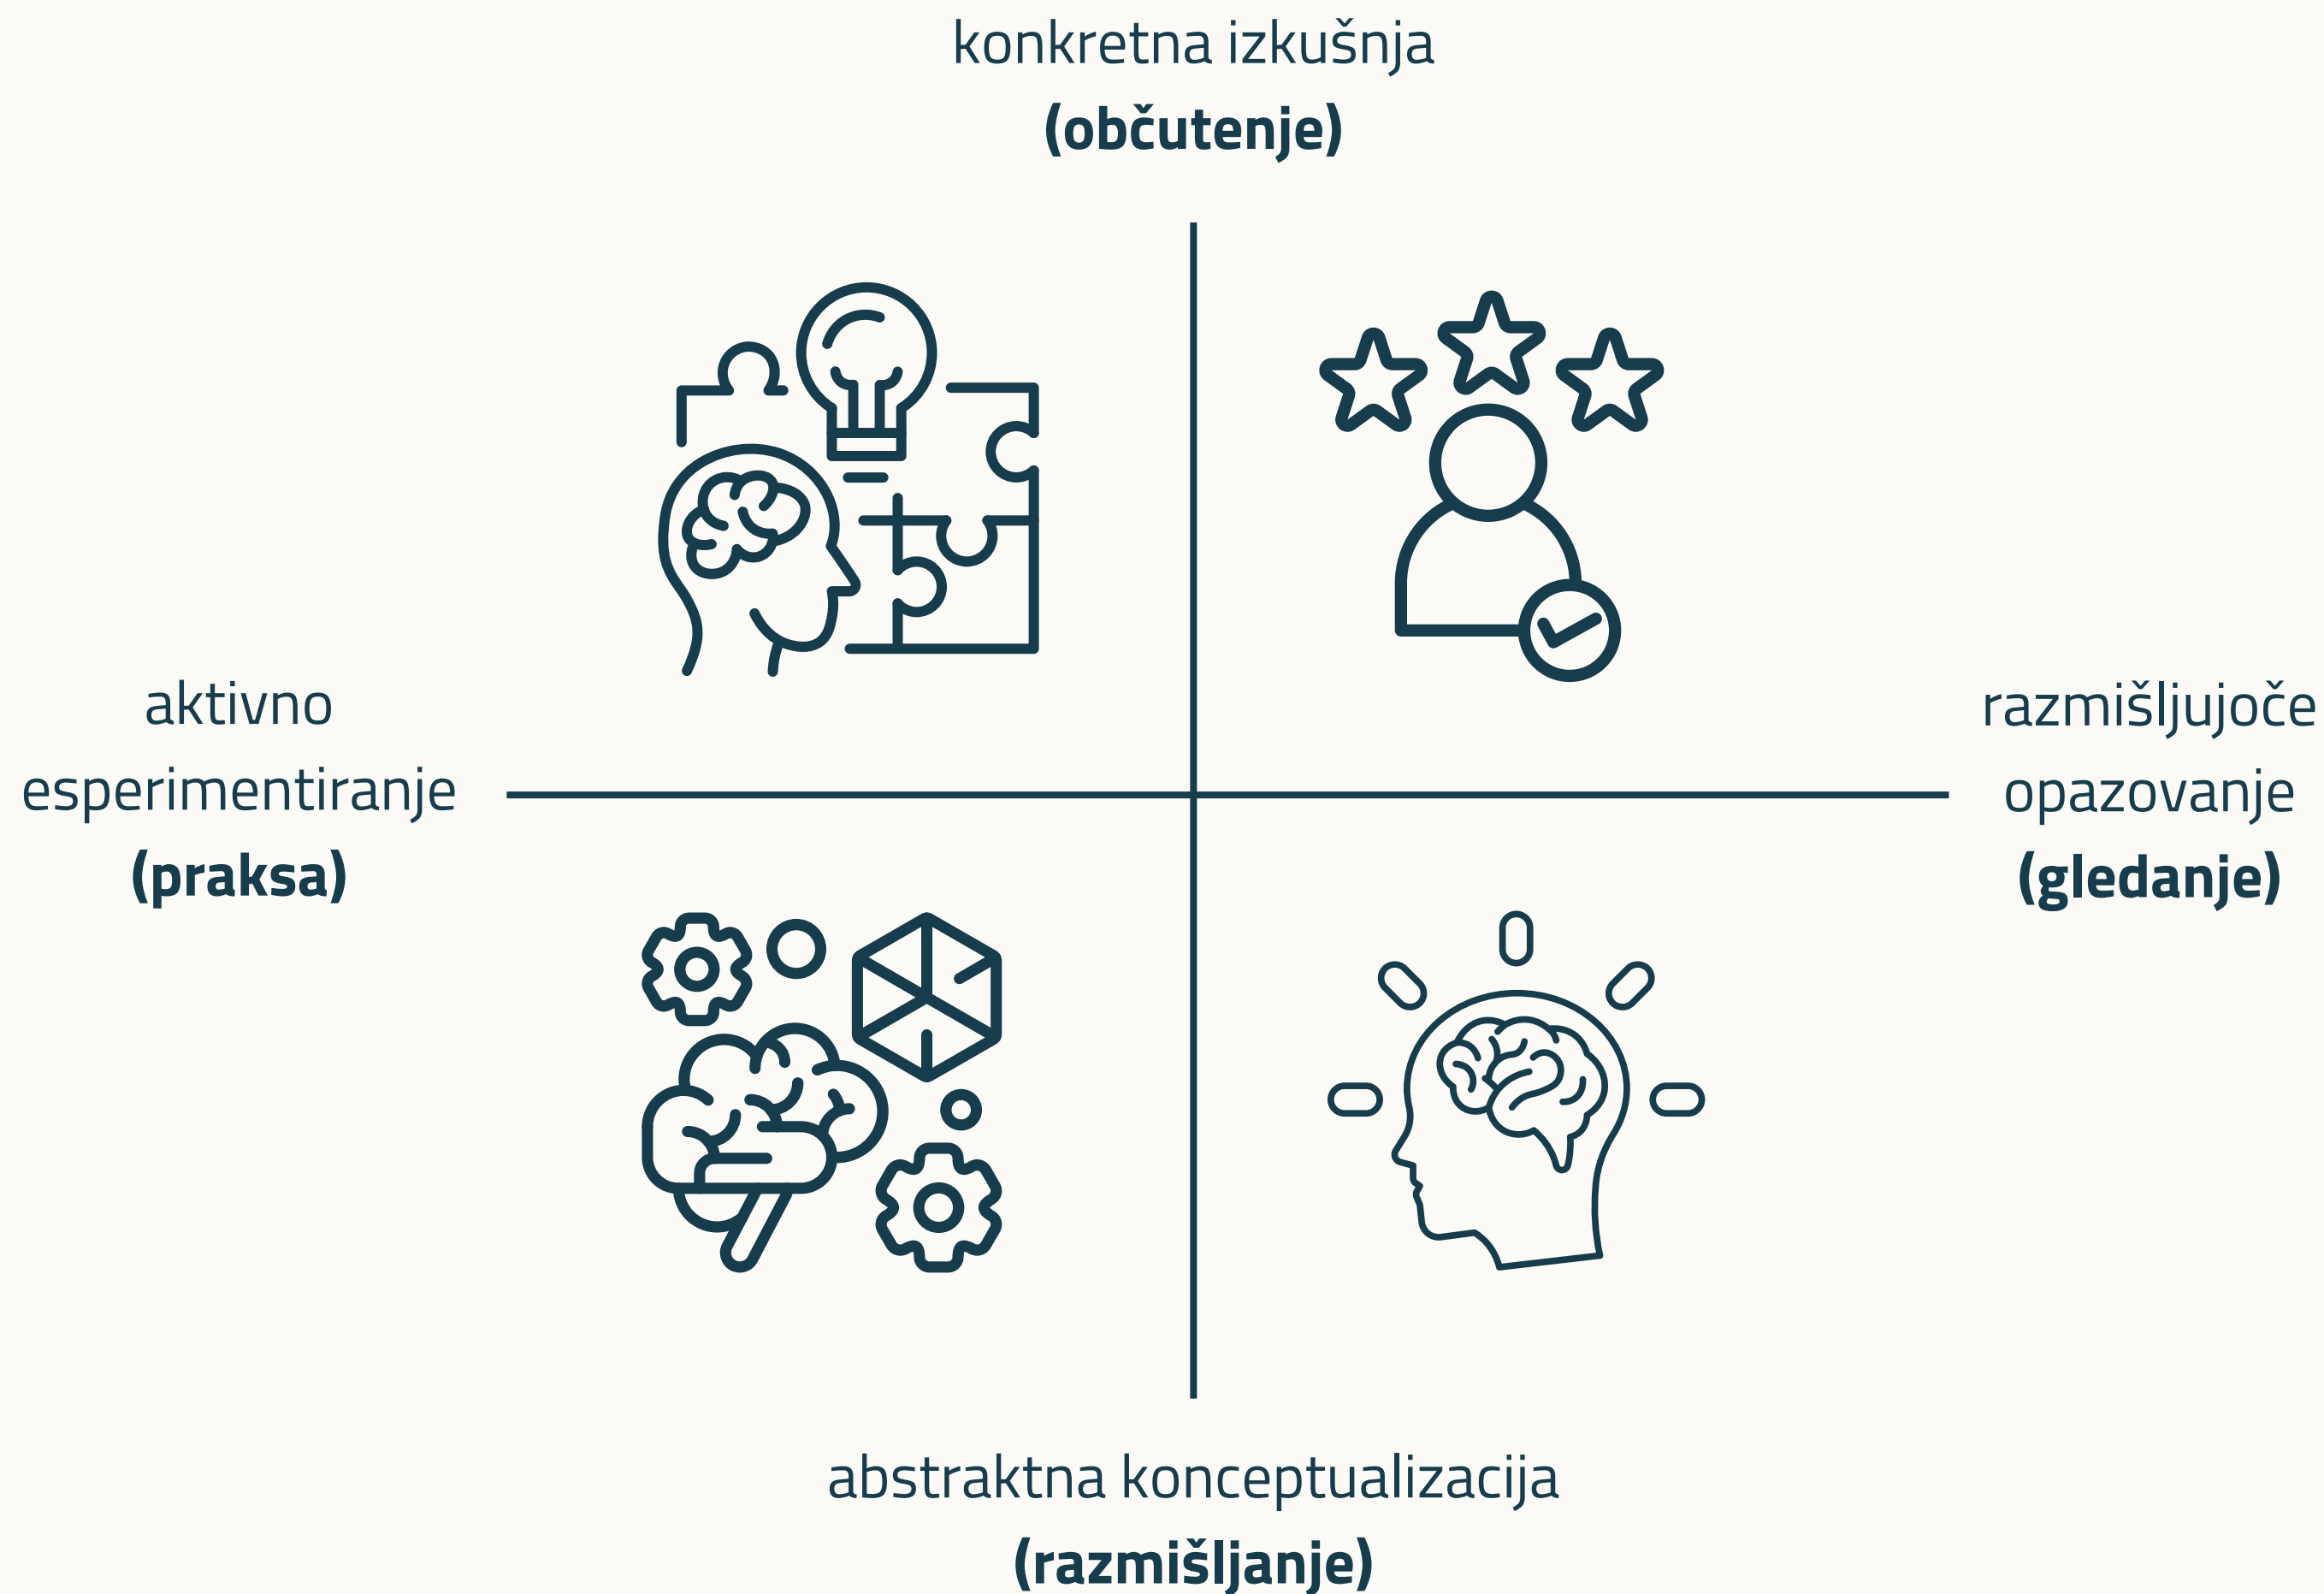 konkretna izkušnja
(občutenje)
aktivno
esperimentiranje
(praksa)
razmišljujoče
opazovanje
(gledanje)
abstraktna konceptualizacija
(razmišljanje)